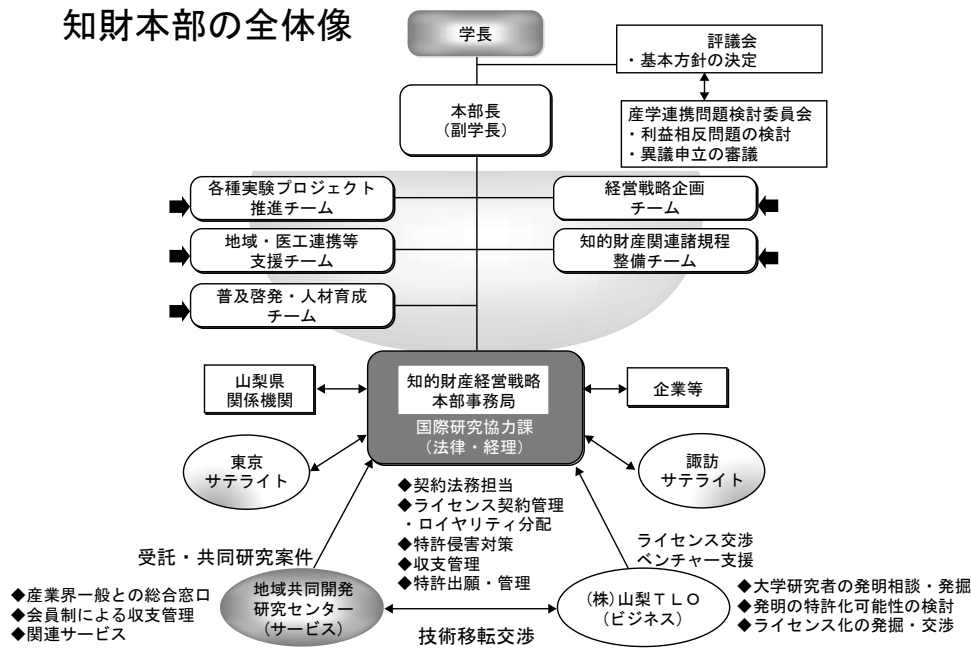 知財本部の全体像
学長
評議会
・基本方針の決定
本部長
(副学長)
産学連携問題検討委員会
・利益相反問題の検討
・異議申立の審議
各種実験プロジェクト
推進チーム
経営戦略企画
チーム
地域・医工連携等
支援チーム
知的財産関連諸規程
整備チーム
普及啓発・人材育成
チーム
山梨県
関係機関
知的財産経営戦略
本部事務局
国際研究協力課
(法律・経理)
企業等
東京
サテライト
諏訪
サテライト
◆契約法務担当
◆ライセンス契約管理
・ロイヤリティ分配
◆特許侵害対策
◆収支管理
◆特許出願・管理
受託・共同研究案件
ライセンス交渉
ベンチャー支援
◆産業界一般との総合窓口
◆会員制による収支管理
◆関連サービス
地域共同開発
研究センター
(サービス)
技術移転交渉
(株)山梨TLO
(ビジネス)
◆大学研究者の発明相談・発掘
◆発明の特許化可能性の検討
◆ライセンス化の発掘・交渉